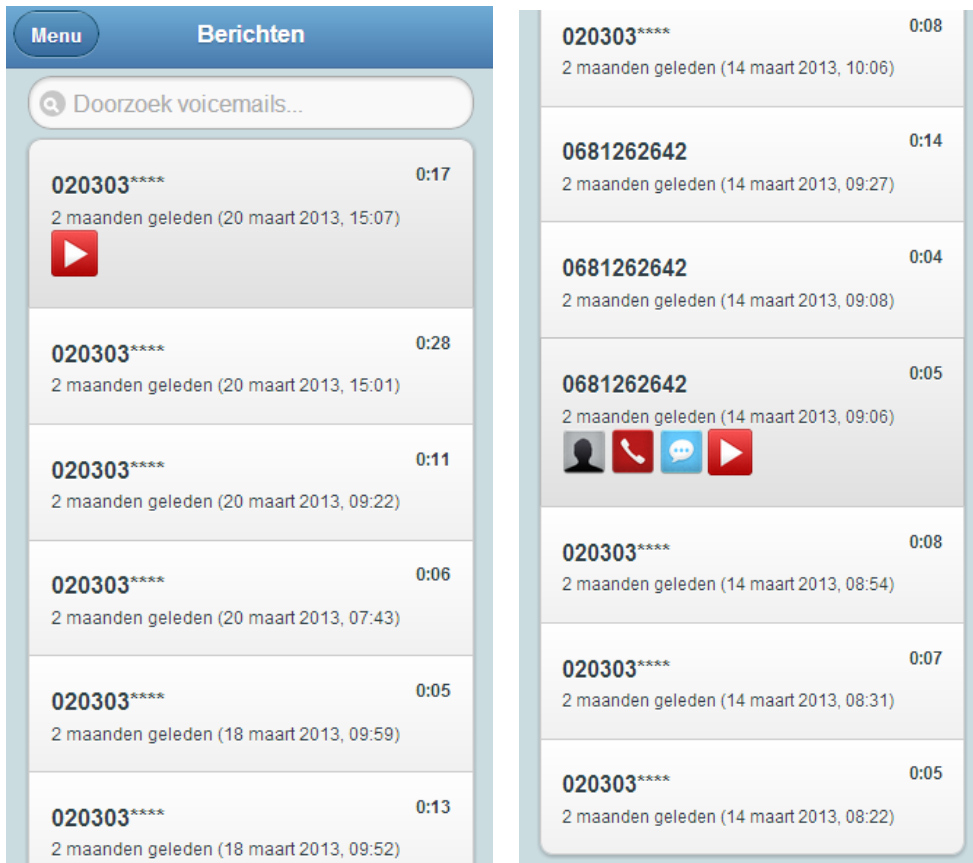 Menu
Berichten
Doorzoek voicemails...
020303****
0:17
2 maanden geleden (20 maart 2013, 15:07)
020303****
0:28
2 maanden geleden (20 maart 2013, 15:01)
020303****
0:11
2 maanden geleden (20 maart 2013, 09:22)
020303****
0:06
2 maanden geleden (20 maart 2013, 07:43)
020303****
0:05
2 maanden geleden (18 maart 2013, 09:59)
020303****
0:13
2 maanden geleden (18 maart 2013, 09:52)
020303****
0:08
2 maanden geleden (14 maart 2013, 10:06)
0681262642
0:14
2 maanden geleden (14 maart 2013, 09:27)
0681262642
0:04
2 maanden geleden (14 maart 2013, 09:08)
0681262642
0:05
2 maanden geleden (14 maart 2013, 09:06)
020303****
0:08
2 maanden geleden (14 maart 2013, 08:54)
020303****
0:07
2 maanden geleden (14 maart 2013, 08:31)
020303****
0:05
2 maanden geleden (14 maart 2013, 08:22)